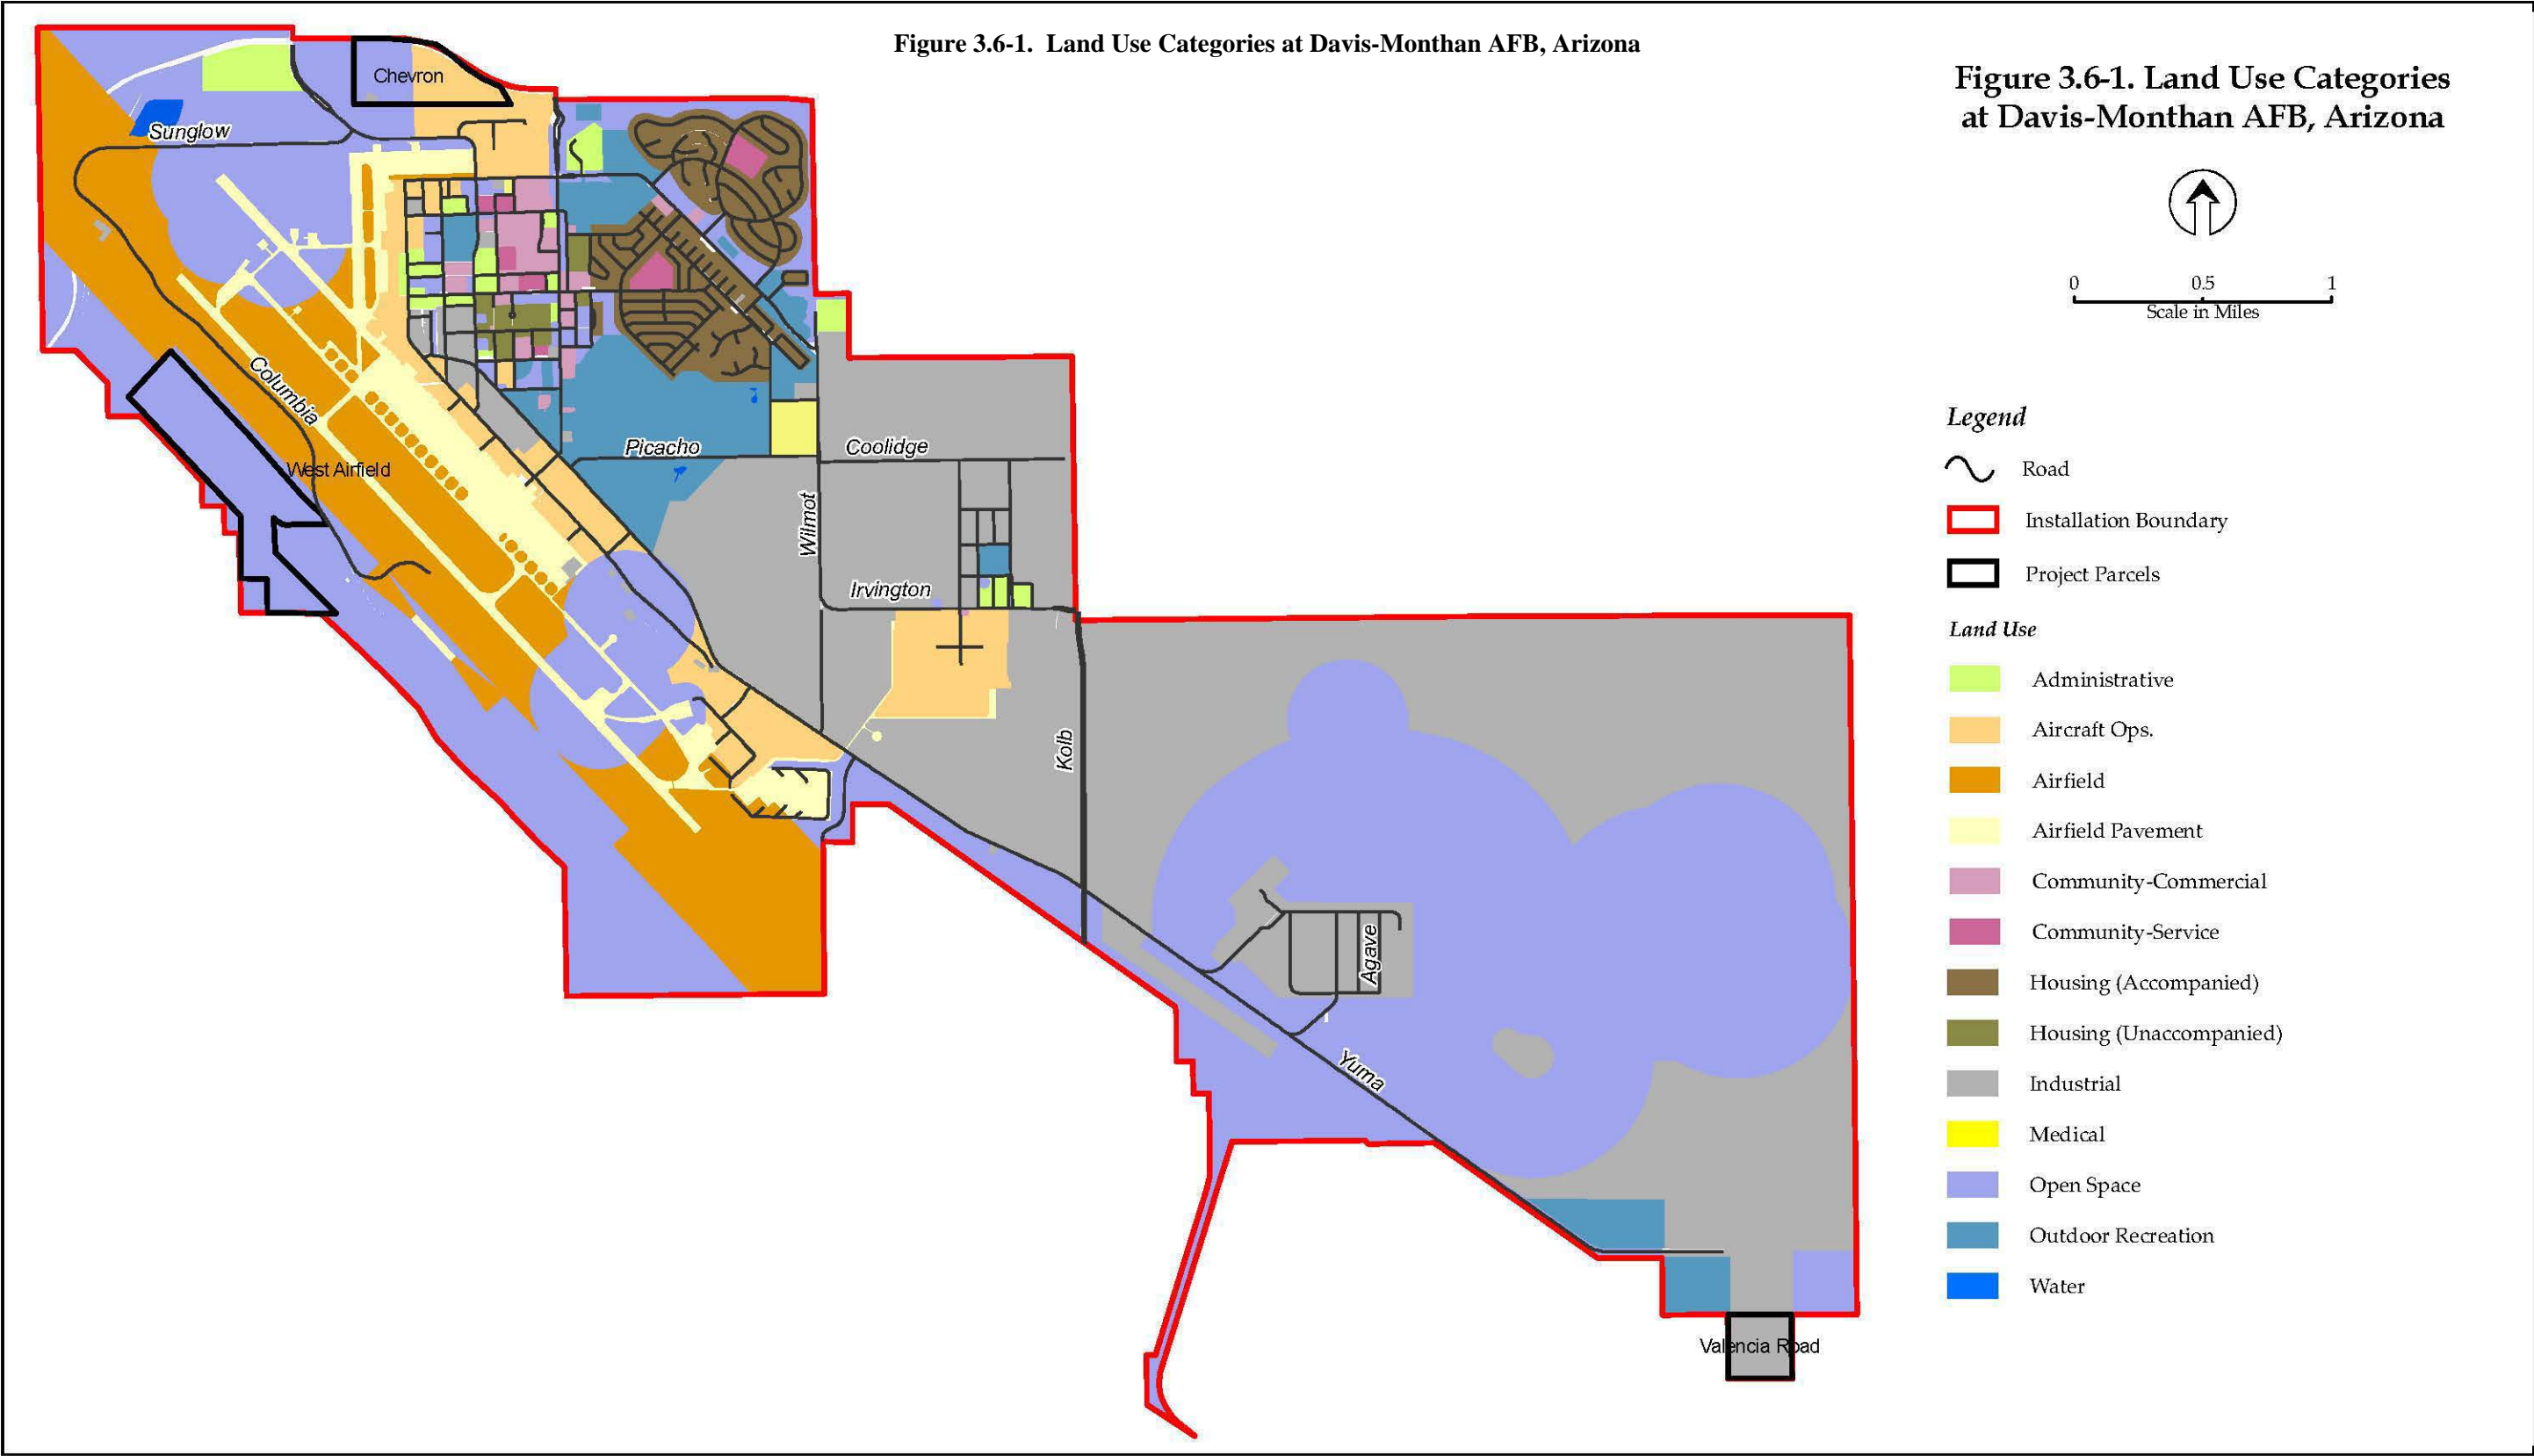 Figure 3.6-1. Land Use Categories at Davis-Monthan AFB, Arizona
Figure 3.6-1. Land Use Categories
at Davis-Monthan AFB, Arizona
0 0.5 1
Scale in Miles
Chevron
Sunglow
Columbia
West Airfield
Picacho
Coolidge
Wilmot
Irvington
Kolb
Agave
Yuma
Valencia Road
Legend
Road
Installation Boundary
Project Parcels
Land Use
Administrative
Aircraft Ops.
Airfield
Airfield Pavement
Community-Commercial
Community-Service
Housing (Accompanied)
Housing (Unaccompanied)
Industrial
Medical
Open Space
Outdoor Recreation
Water